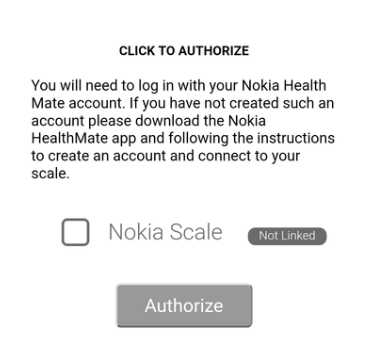 CLICK TO AUTHORIZE
You will need to log in with your Nokia Health
Mate account. If you have not created such an
account please download the Nokia
HealthMate app and following the instructions
to create an account and connect to your
scale.
Nokia Scale
Not Linked
Authorize